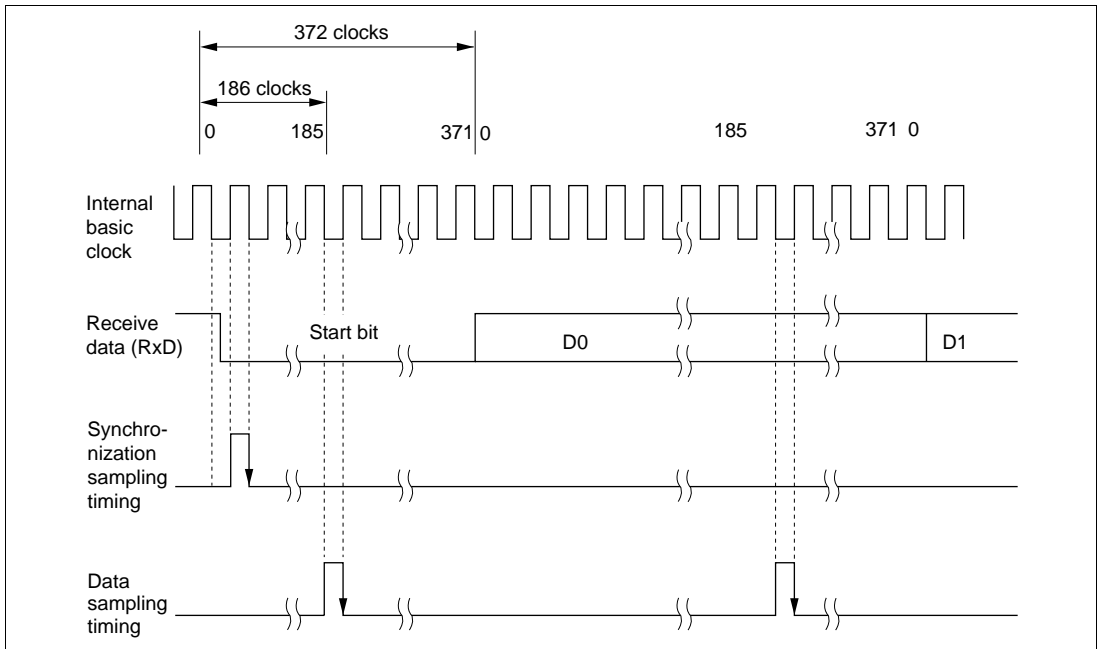 372 clocks
186 clocks
0
185
371 0
185
371 0
Internal
basic
clock
Receive
data (RxD)
Start bit
D0
D1
Synchro-
nization
sampling
timing
Data
sampling
timing